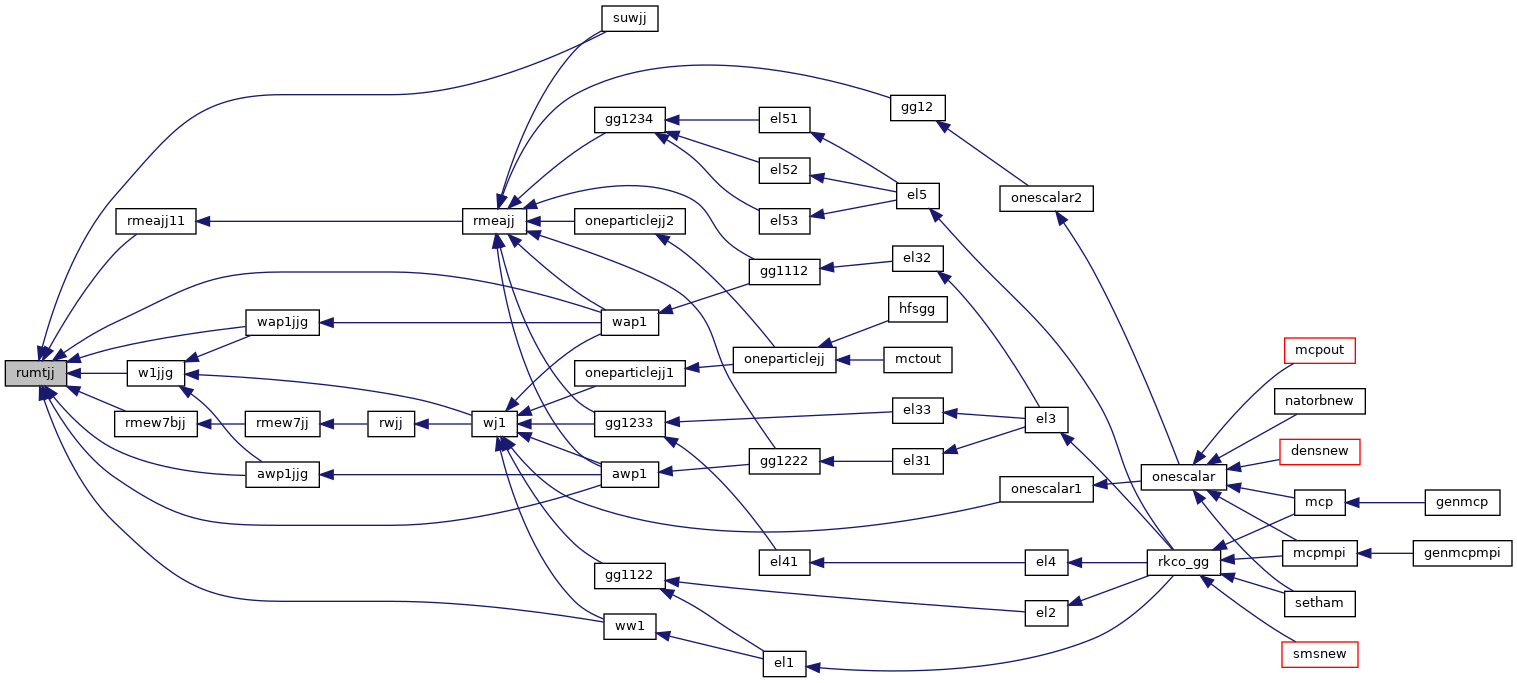 suwjj
gg12
gg1234
el51
el52
onescalar2
el5
rmeajj11
rmeajj
oneparticlejj2
el53
el32
gg1112
hfsgg
wap1jjg
wap1
mcpout
oneparticlejj
mctout
rumtjj
w1jjg
oneparticlejj1
natorbnew
el33
el3
rmew7bjj
rmew7jj
rwjj
wj1
gg1233
densnew
gg1222
el31
awp1jjg
awp1
onescalar
onescalar1
mcp
genmcp
mcpmpi
genmcpmpi
el41
el4
rkco_gg
gg1122
setham
el2
ww1
smsnew
el1